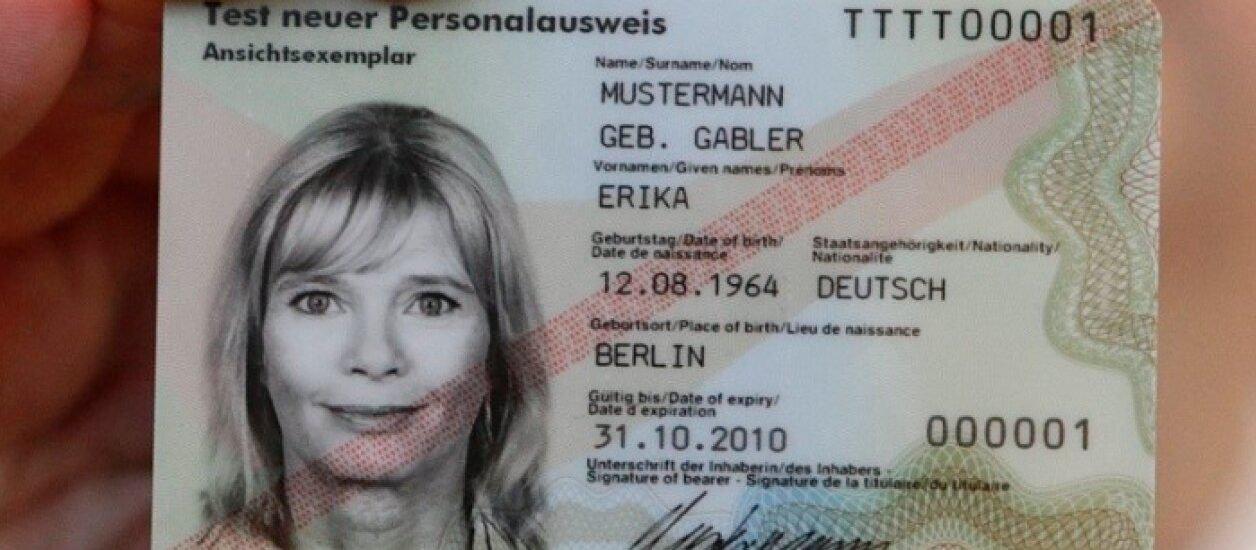 Test neuer Personalausweis
TTTT00001
Ansichtsexemplar
Name/Surname/Nom
MUSTERMANN
GEB. GABLER
Vornamen/Given names/Prénoms
ERIKA
Geburtstag/Date of birth/
Date de naissance
Staatsangehörigkeit/Nationality/
Nationalité
12.08.1964
DEUTSCH
Geburtsort/Place of birth/Lieu de naissance
BERLIN
Gültig bis/Date of expiry/
Date d'expiration
31.10.2010
000001
Unterschrift der Inhaberin/des Inhabers -
Signature of bearer - Signature de la titulaire/du titulaire